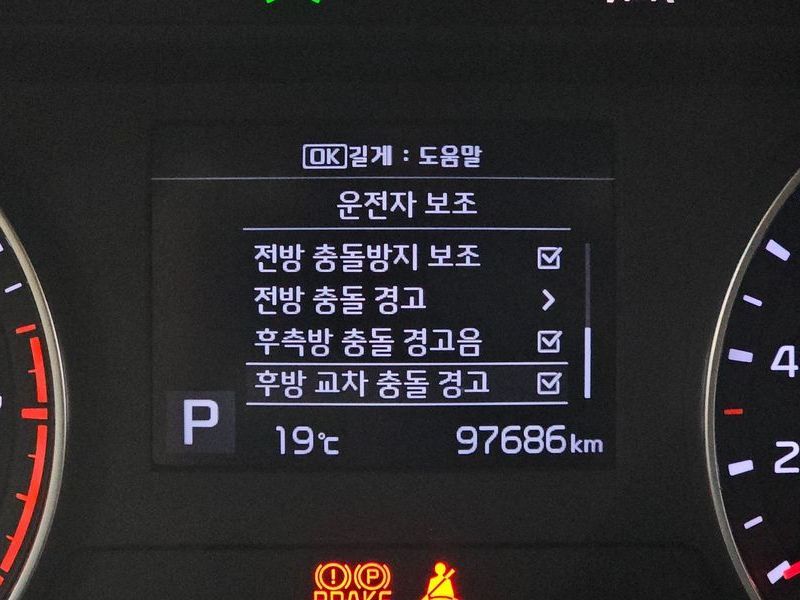 OK길게 : 도움말
운전자 보조
전방 충돌방지 보조
전방 충돌 경고
후측방 충돌 경고음
후방 교차 충돌 경고
P 19℃ 97686km
4
2
P
BRAKE